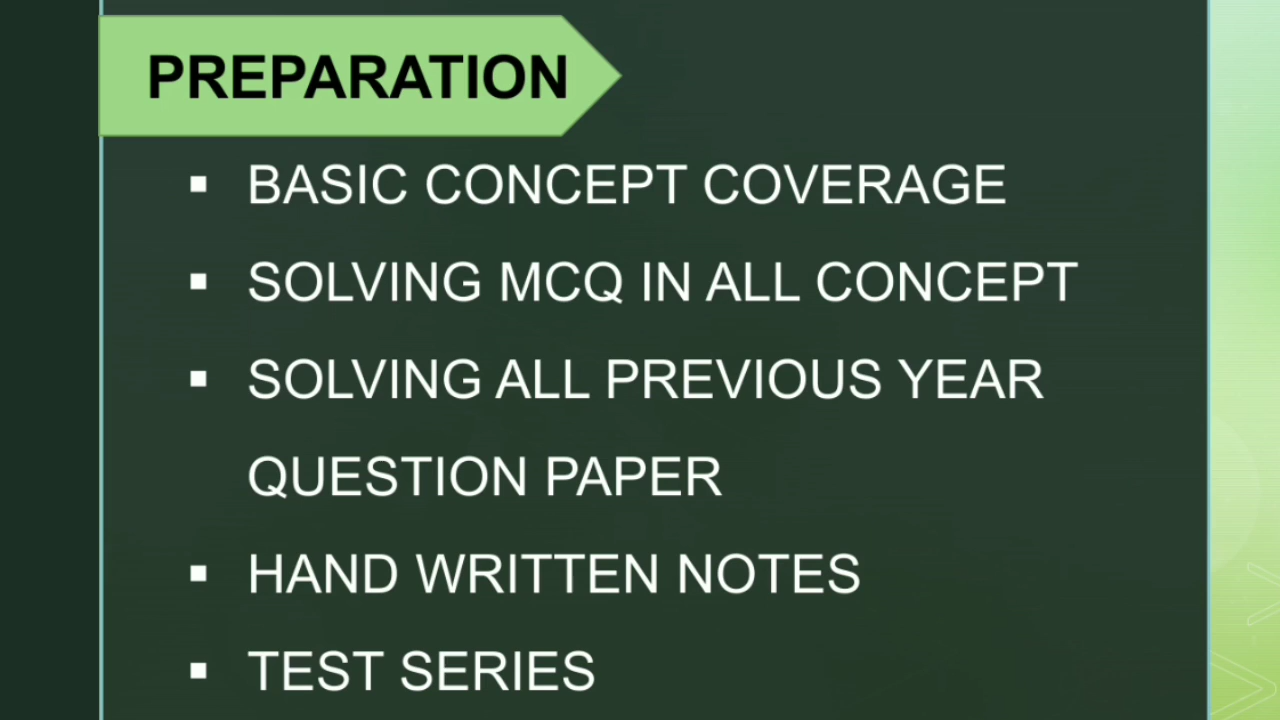 PREPARATION
▪ BASIC CONCEPT COVERAGE
▪ SOLVING MCQ IN ALL CONCEPT
▪ SOLVING ALL PREVIOUS YEAR
QUESTION PAPER
▪ HAND WRITTEN NOTES
▪ TEST SERIES